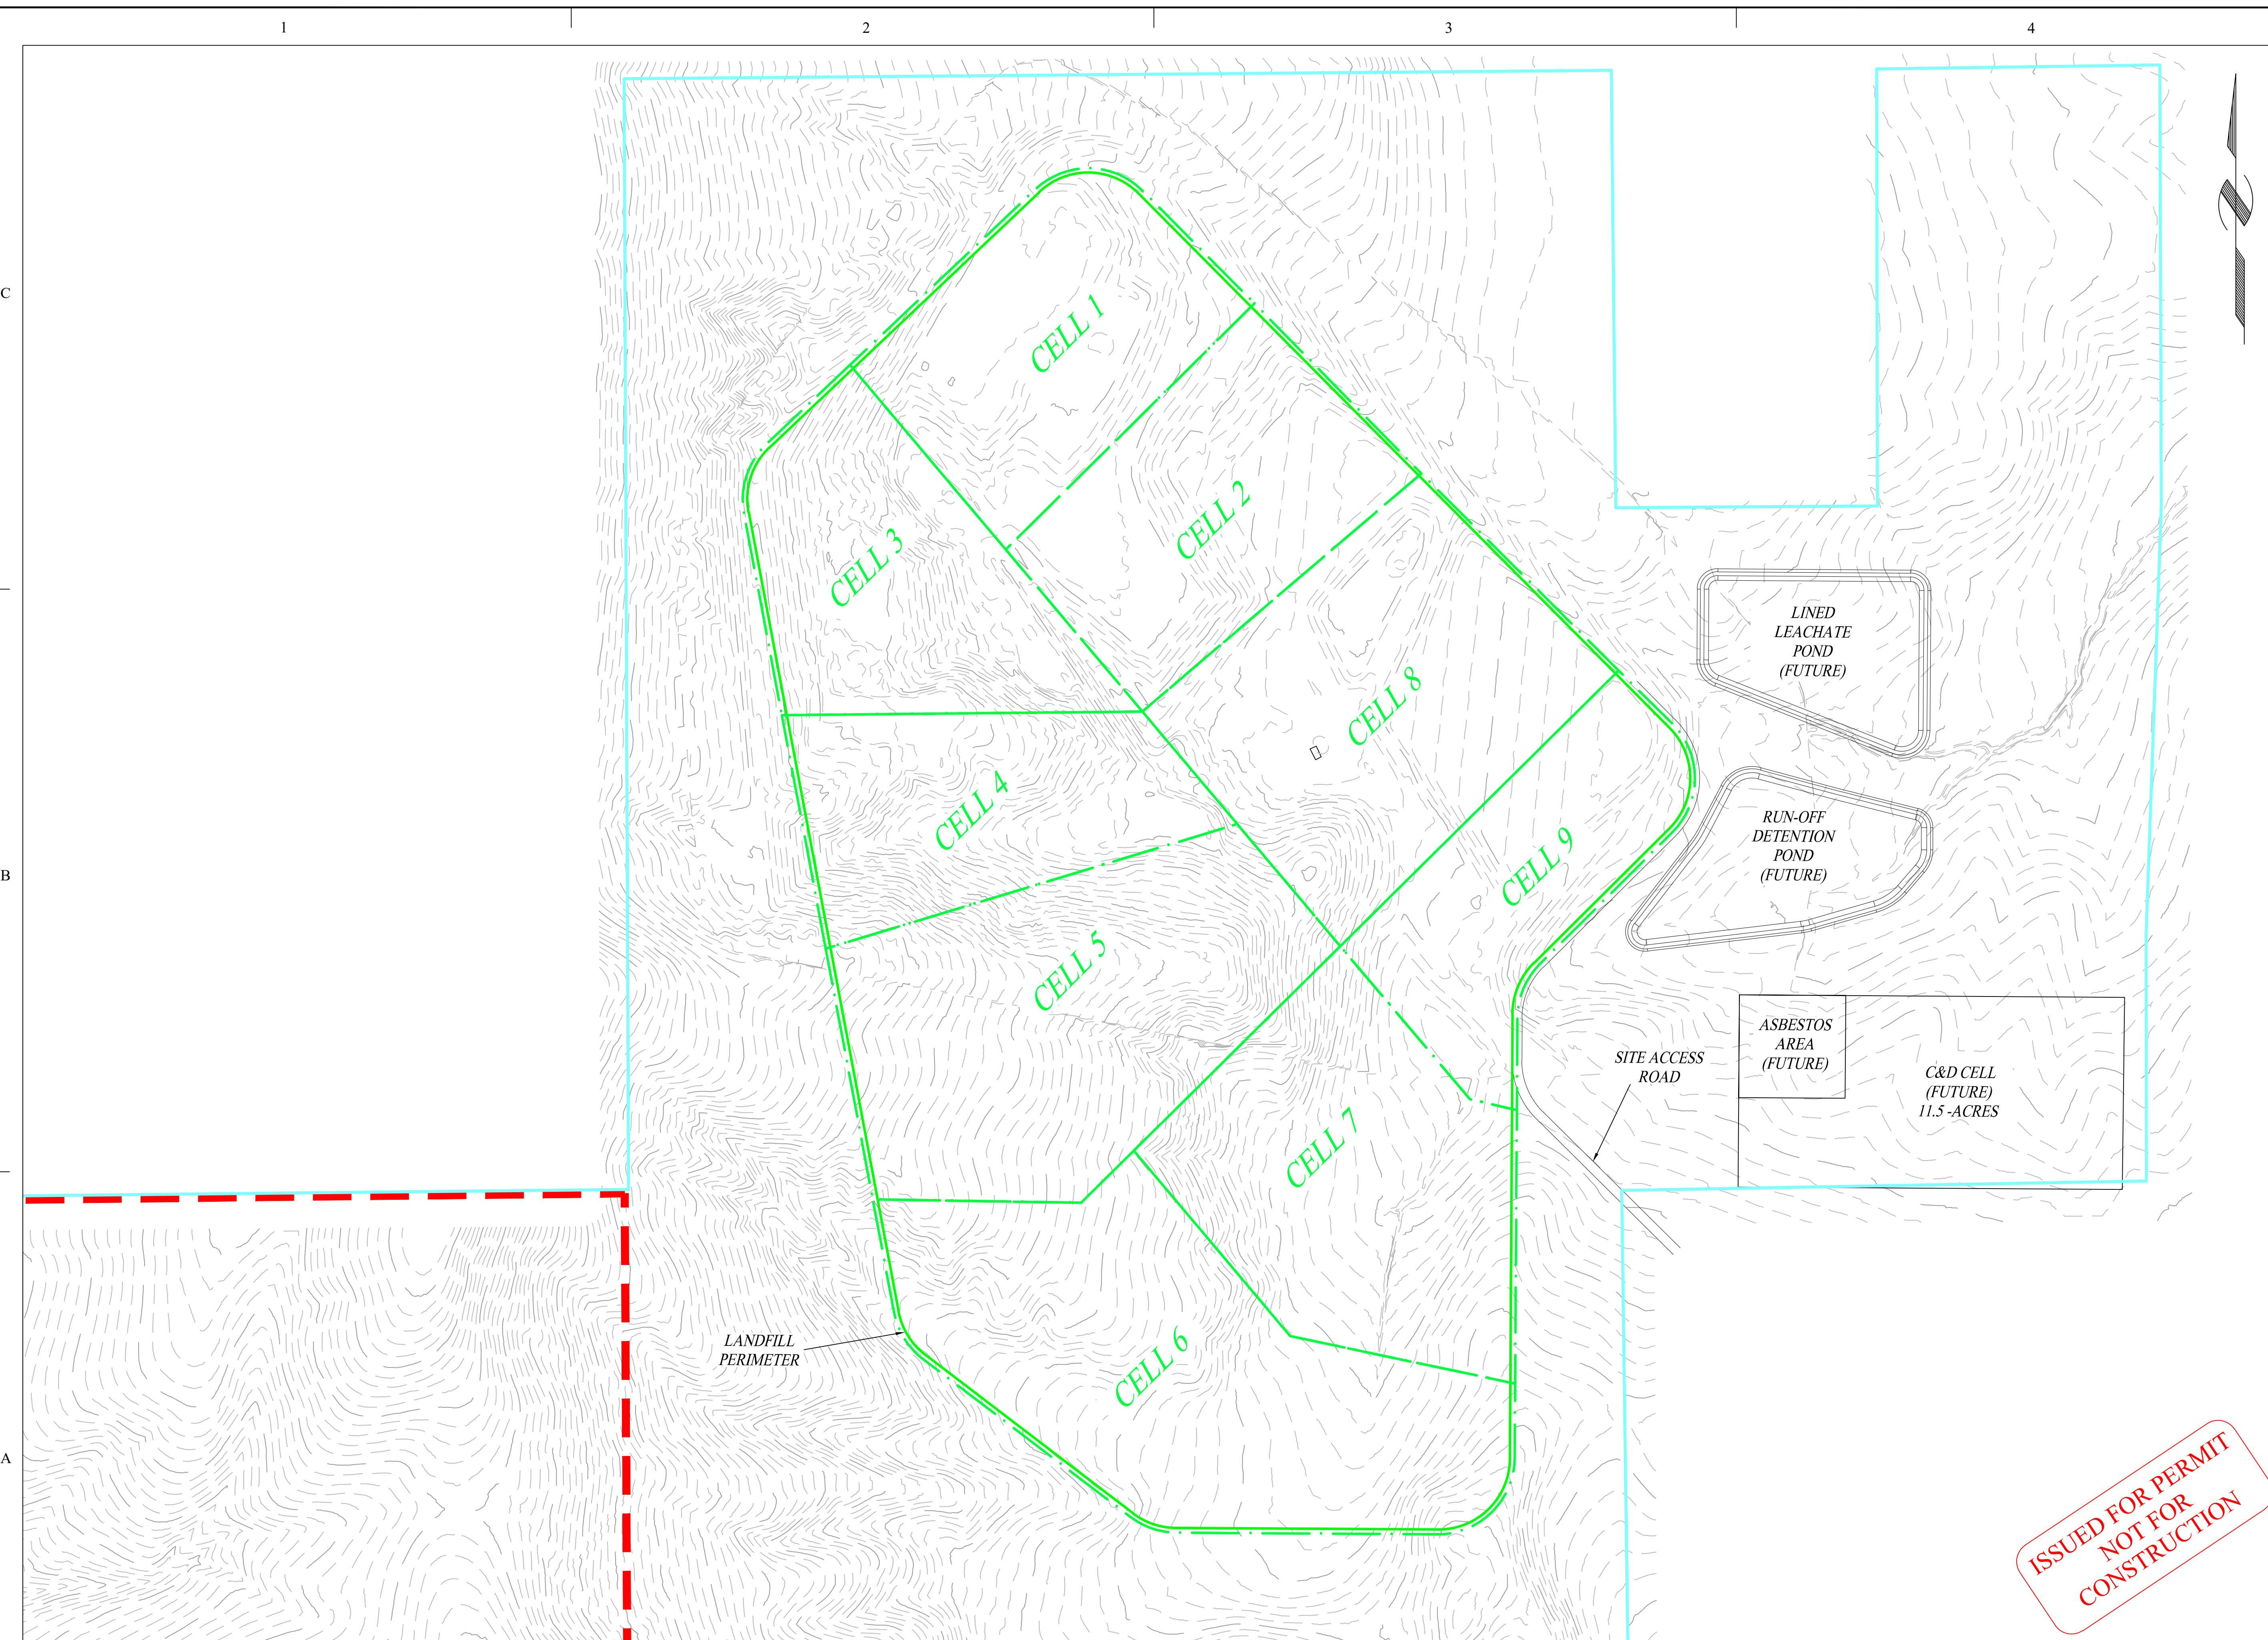 1
2
3
4
C
CELL 1
CELL 2
CELL 3
LINED
LEACHATE
POND
(FUTURE)
CELL 8
CELL 4
RUN-OFF
DETENTION
POND
(FUTURE)
B
CELL 9
CELL 5
ASBESTOS
AREA
(FUTURE)
SITE ACCESS
ROAD
C&D CELL
(FUTURE)
11.5 -ACRES
CELL 7
LANDFILL
PERIMETER
CELL 6
A
ISSUED FOR PERMIT
NOT FOR
CONSTRUCTION